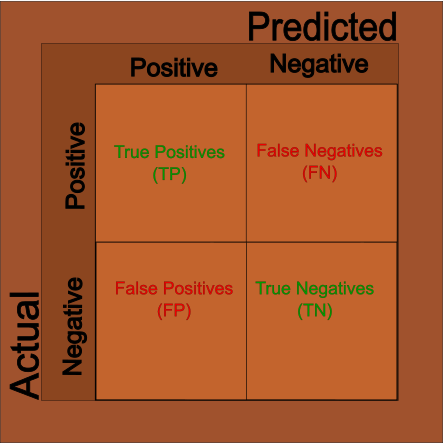 Predicted
Positive Negative
Positive
True Positives
(TP)
False Negatives
(FN)
Actual
Negative
False Positives
(FP)
True Negatives
(TN)